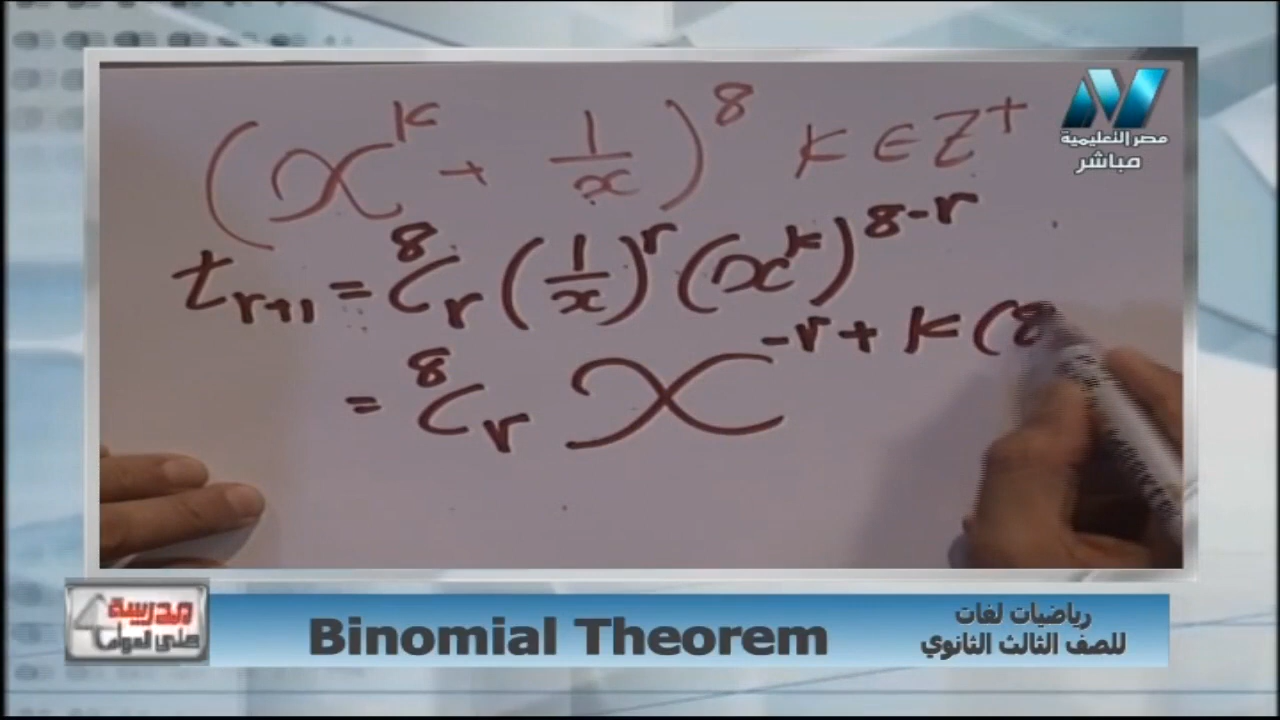 (x^k + 1/x)^8 k ∈ Z^+
t_{r+1} = ^8C_r (1/x)^r (x^k)^{8-r}
= ^8C_r x^{-r+k(8
مصر التعليمية
مباشر
مدرسة
على الهواء
Binomial Theorem
رياضيات لغات
للصف الثالث الثانوي